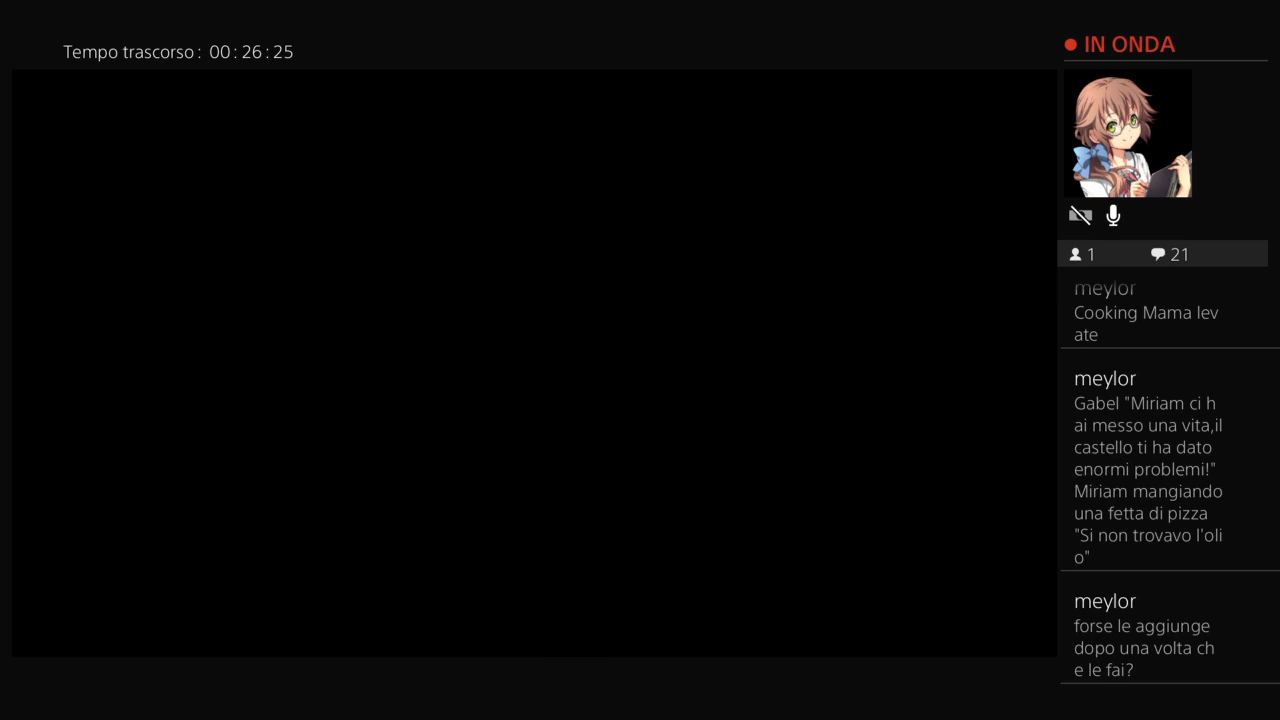 Tempo trascorso: 00:26:25
IN ONDA
1 21
meylor
Cooking Mama lev
ate
meylor
Gabel "Miriam ci h
ai messo una vita,il
castello ti ha dato
enormi problemi!"
Miriam mangiando
una fetta di pizza
"Si non trovavo l'oli
o"
meylor
forse le aggiunge
dopo una volta ch
e le fai?